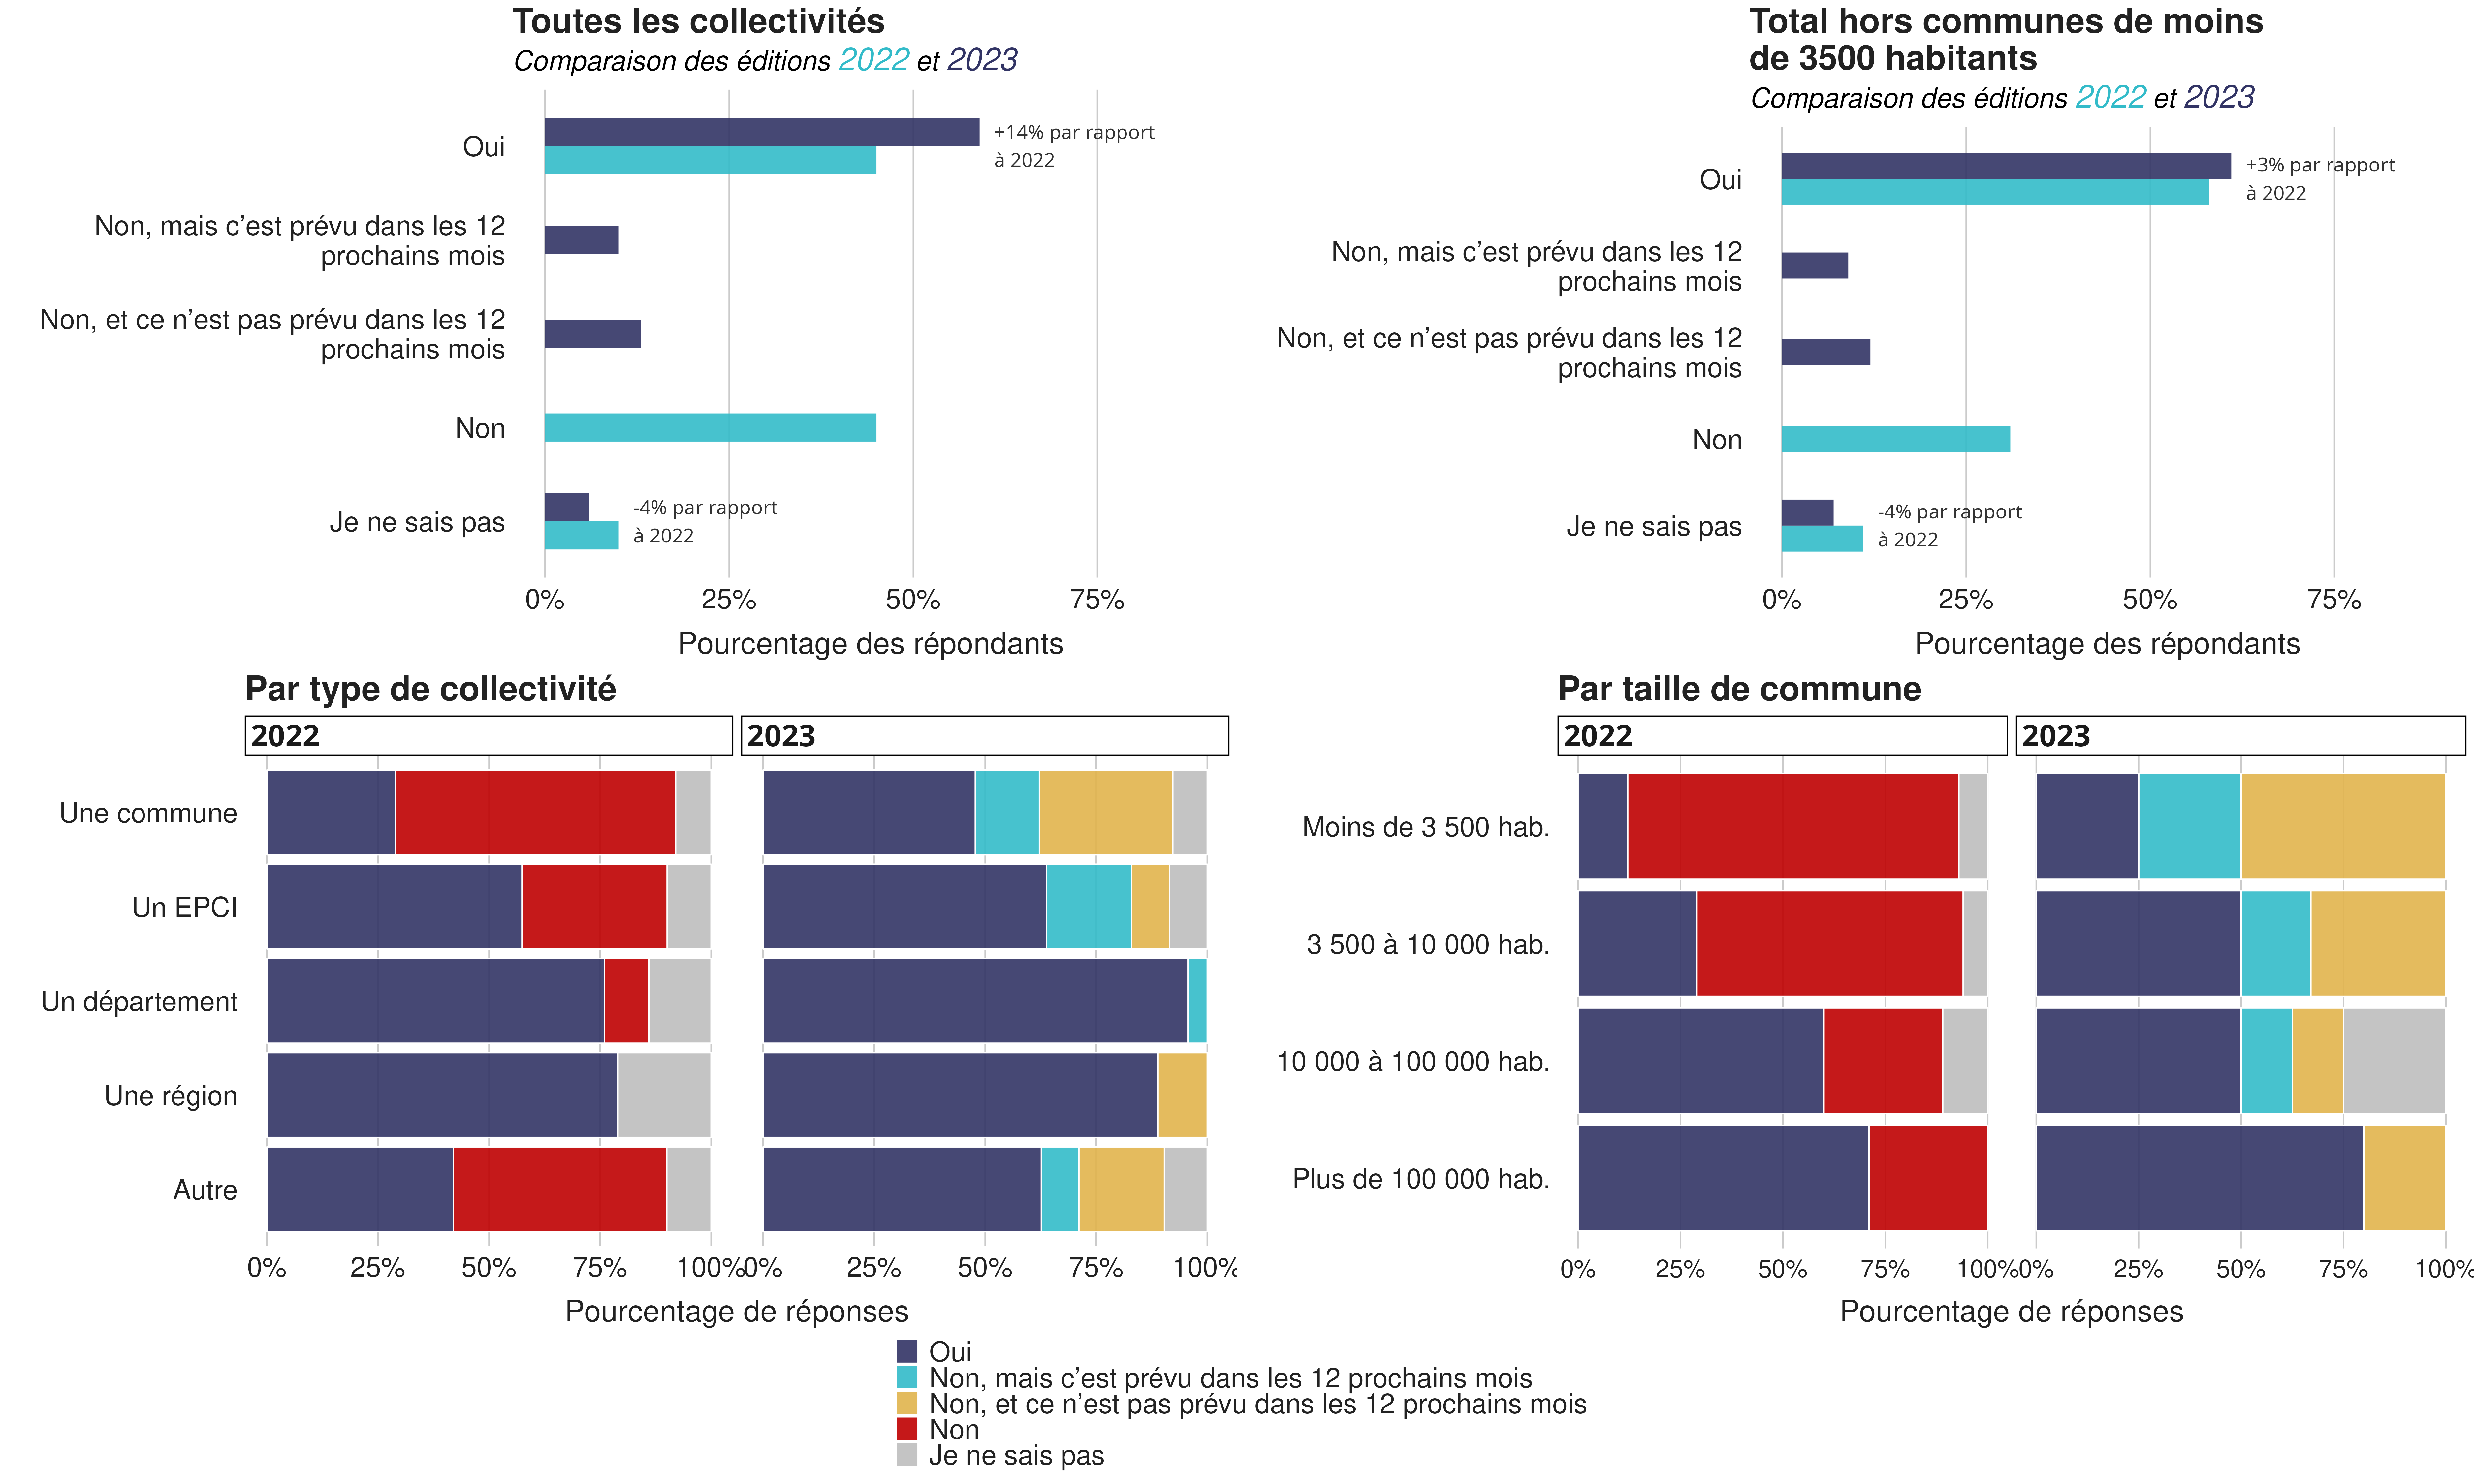 Toutes les collectivités
Comparaison des éditions 2022 et 2023
Oui
+14% par rapport
à 2022
Non, mais c’est prévu dans les 12
prochains mois
Non, et ce n’est pas prévu dans les 12
prochains mois
Non
Je ne sais pas
-4% par rapport
à 2022
0% 25% 50% 75%
Pourcentage des répondants
Total hors communes de moins
de 3500 habitants
Comparaison des éditions 2022 et 2023
Oui
+3% par rapport
à 2022
Non, mais c’est prévu dans les 12
prochains mois
Non, et ce n’est pas prévu dans les 12
prochains mois
Non
Je ne sais pas
-4% par rapport
à 2022
0% 25% 50% 75%
Pourcentage des répondants
Par type de collectivité
2022 2023
Une commune
Un EPCI
Un département
Une région
Autre
0% 25% 50% 75% 100% 0% 25% 50% 75% 100%
Pourcentage de réponses
Par taille de commune
2022 2023
Moins de 3 500 hab.
3 500 à 10 000 hab.
10 000 à 100 000 hab.
Plus de 100 000 hab.
0% 25% 50% 75% 100% 0% 25% 50% 75% 100%
Pourcentage de réponses
Oui
Non, mais c’est prévu dans les 12 prochains mois
Non, et ce n’est pas prévu dans les 12 prochains mois
Non
Je ne sais pas